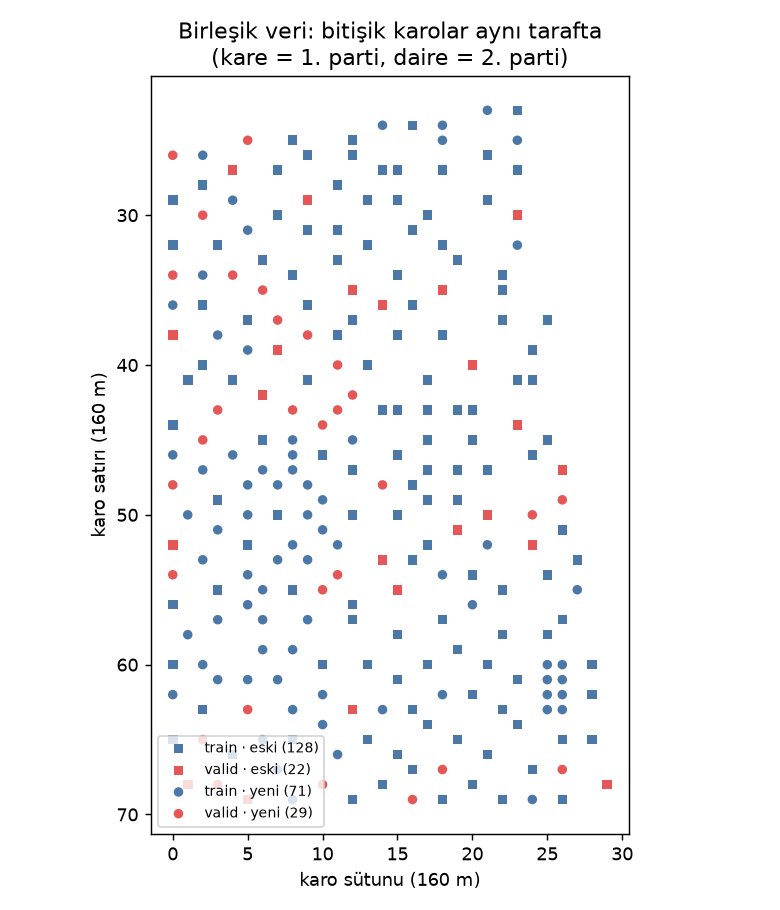 Birleşik veri: bitişik karolar aynı tarafta
(kare = 1. parti, daire = 2. parti)
karo satırı (160 m)
30
40
50
60
70
train · eski (128)
valid · eski (22)
train · yeni (71)
valid · yeni (29)
0 5 10 15 20 25 30
karo sütunu (160 m)